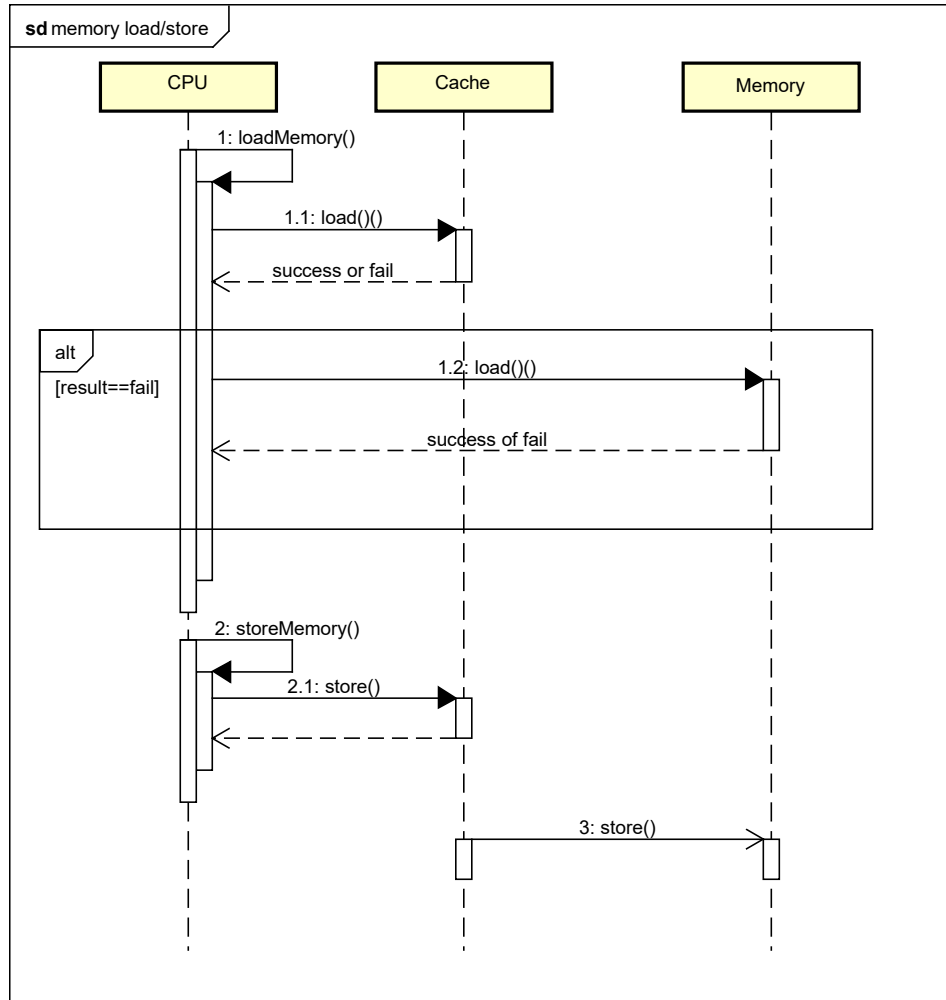 sd memory load/store
CPU
Cache
Memory
1: loadMemory()
1.1: load()()
success or fail
alt
1.2: load()()
[result==fail]
success of fail
2: storeMemory()
2.1: store()
3: store()